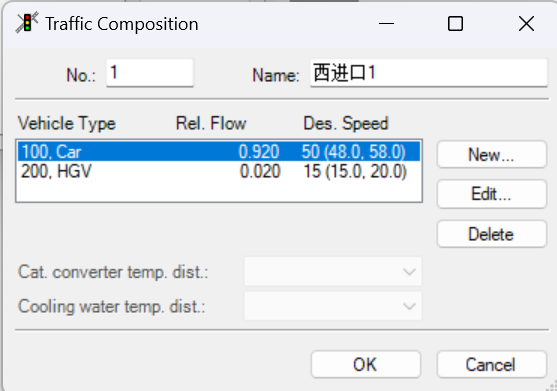 Traffic Composition
No.: 1 Name: 西进口1
Vehicle Type Rel. Flow Des. Speed
100, Car 0.920 50 (48.0, 58.0)
200, HGV 0.020 15 (15.0, 20.0)
New...
Edit...
Delete
Cat. converter temp. dist.:
Cooling water temp. dist.:
OK Cancel